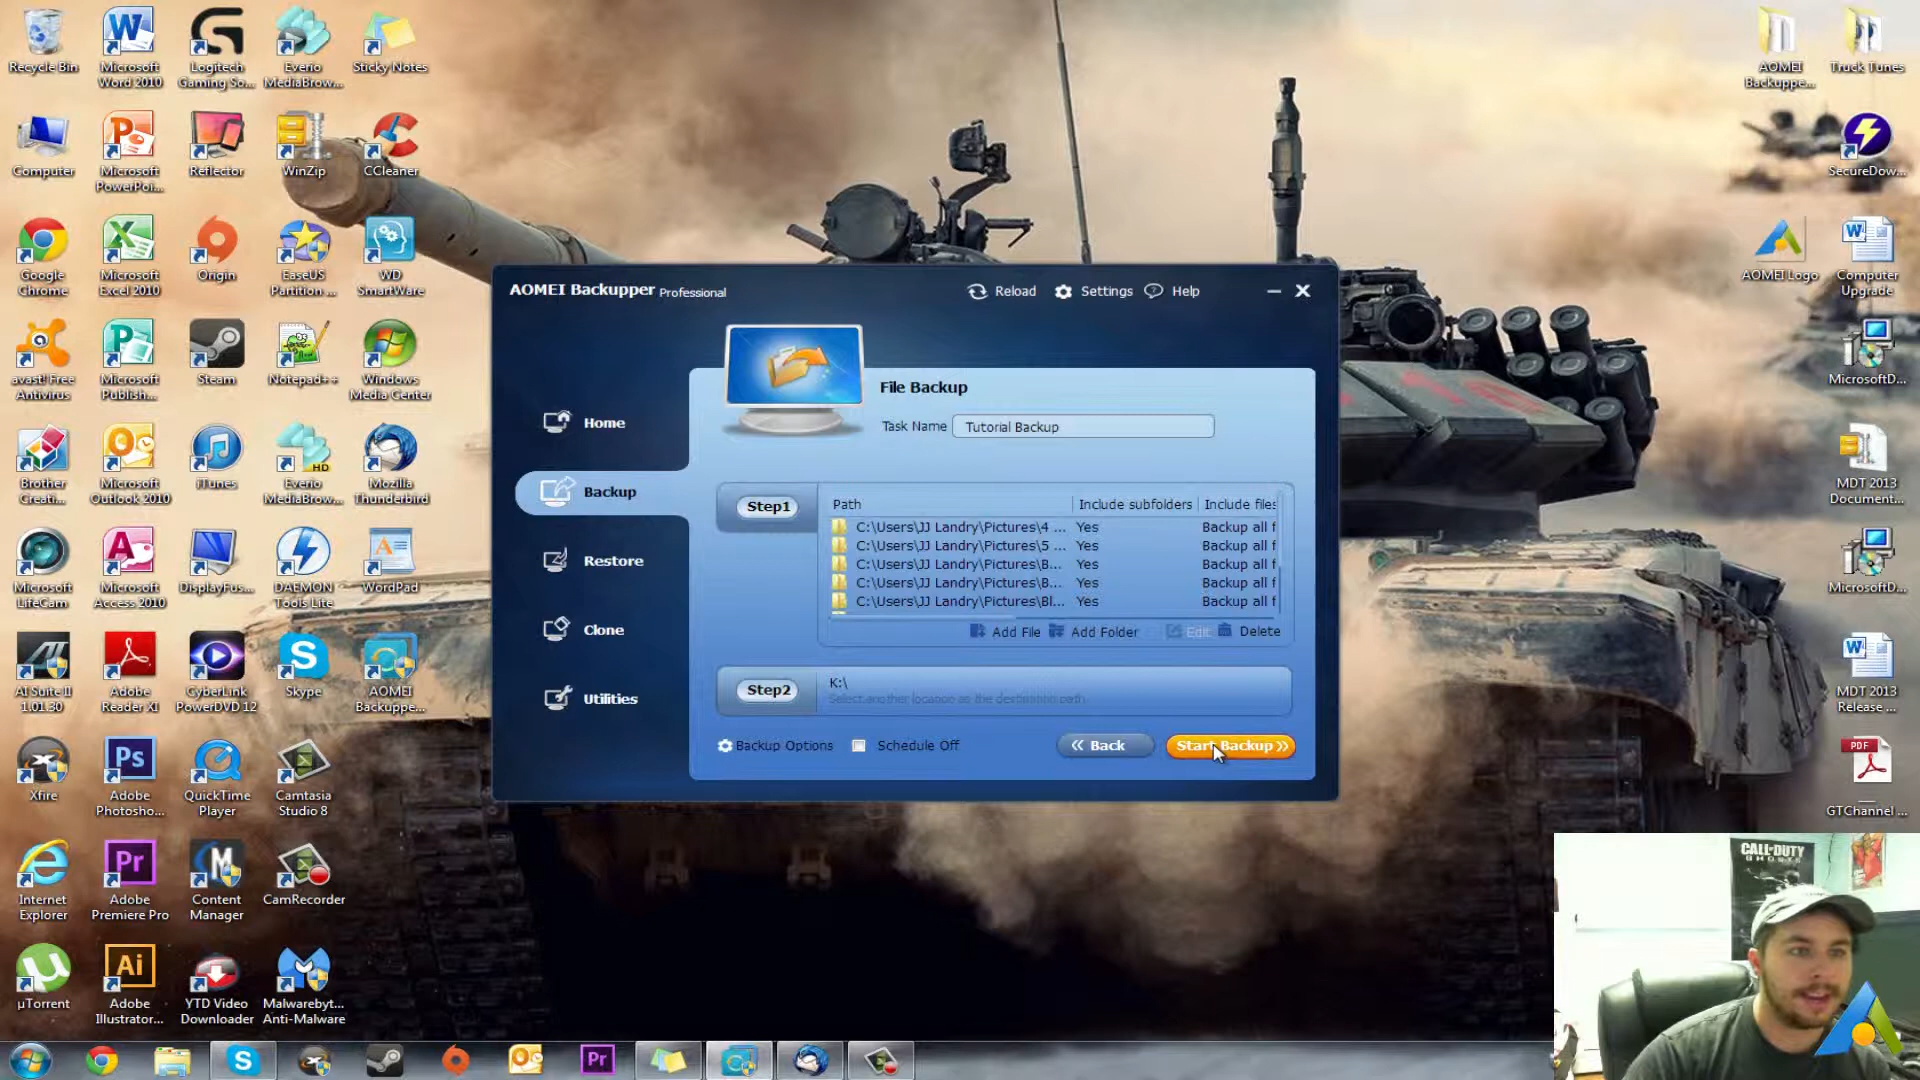 Recycle Bin
Microsoft Word 2010
Logitech Gaming So...
Everio MediaBrow...
Sticky Notes
AOMEI Backuppe...
Truck Tunes
Computer
Microsoft PowerPoi...
Reflector
WinZip
CCleaner
SecureDow...
Google Chrome
Microsoft Excel 2010
Origin
EaseUS Partition ...
WD SmartWare
AOMEI Logo
Computer Upgrade
avast! Free Antivirus
Microsoft Publish...
Steam
Notepad++
Windows Media Center
MicrosoftD...
Brother Creati...
Microsoft Outlook 2010
iTunes
HD
Everio MediaBrow...
Mozilla Thunderbird
MDT 2013 Document...
Microsoft LifeCam
Microsoft Access 2010
DisplayFus...
DAEMON Tools Lite
WordPad
MicrosoftD...
AI Suite II 1.01.30
Adobe Reader XI
CyberLink PowerDVD 12
Skype
AOMEI Backuppe...
MDT 2013 Release ...
Xfire
Adobe Photosho...
QuickTime Player
Camtasia Studio 8
PDF
GTChannel ...
Internet Explorer
Adobe Premiere Pro
Content Manager
CamRecorder
µTorrent
Adobe Illustrator...
YTD Video Downloader
Malwarebyt... Anti-Malware
AOMEI Backupper Professional
Reload
Settings
Help
Home
Backup
Restore
Clone
Utilities
File Backup
Task Name Tutorial Backup
Step1
Path Include subfolders Include files
C:\Users\JJ Landry\Pictures\4 ... Yes Backup all f
C:\Users\JJ Landry\Pictures\5 ... Yes Backup all f
C:\Users\JJ Landry\Pictures\B... Yes Backup all f
C:\Users\JJ Landry\Pictures\B... Yes Backup all f
C:\Users\JJ Landry\Pictures\Bl... Yes Backup all f
Add File Add Folder Edit Delete
Step2
K:\
Select another location as the destination path
Backup Options Schedule Off Back Start Backup
CALL OF DUTY
GHOSTS